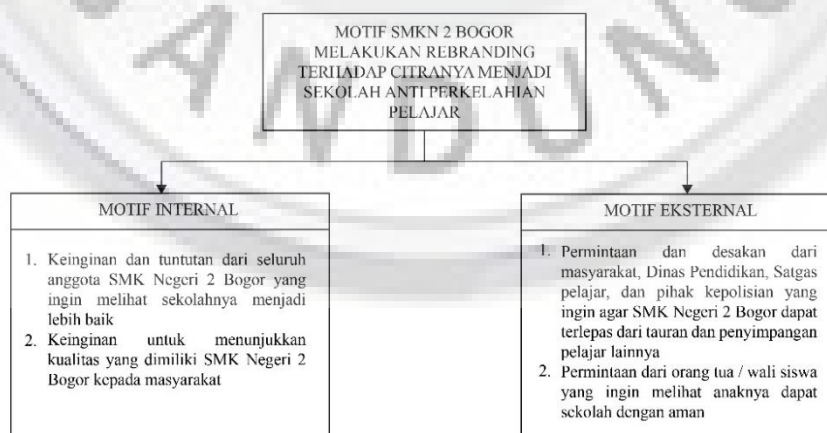 MOTIF SMKN 2 BOGOR
MELAKUKAN REBRANDING
TERHADAP CITRANYA MENJADI
SEKOLAH ANTI PERKELAHIAN
PELAJAR
MOTIF INTERNAL
1. Keinginan dan tuntutan dari seluruh
anggota SMK Negeri 2 Bogor yang
ingin melihat sekolahnya menjadi
lebih baik
2. Keinginan untuk menunjukkan
kualitas yang dimiliki SMK Negeri 2
Bogor kepada masyarakat
MOTIF EKSTERNAL
1. Permintaan dan desakan dari
masyarakat, Dinas Pendidikan, Satgas
pelajar, dan pihak kepolisian yang
ingin agar SMK Negeri 2 Bogor dapat
terlepas dari tauran dan penyimpangan
pelajar lainnya
2. Permintaan dari orang tua / wali siswa
yang ingin melihat anaknya dapat
sekolah dengan aman